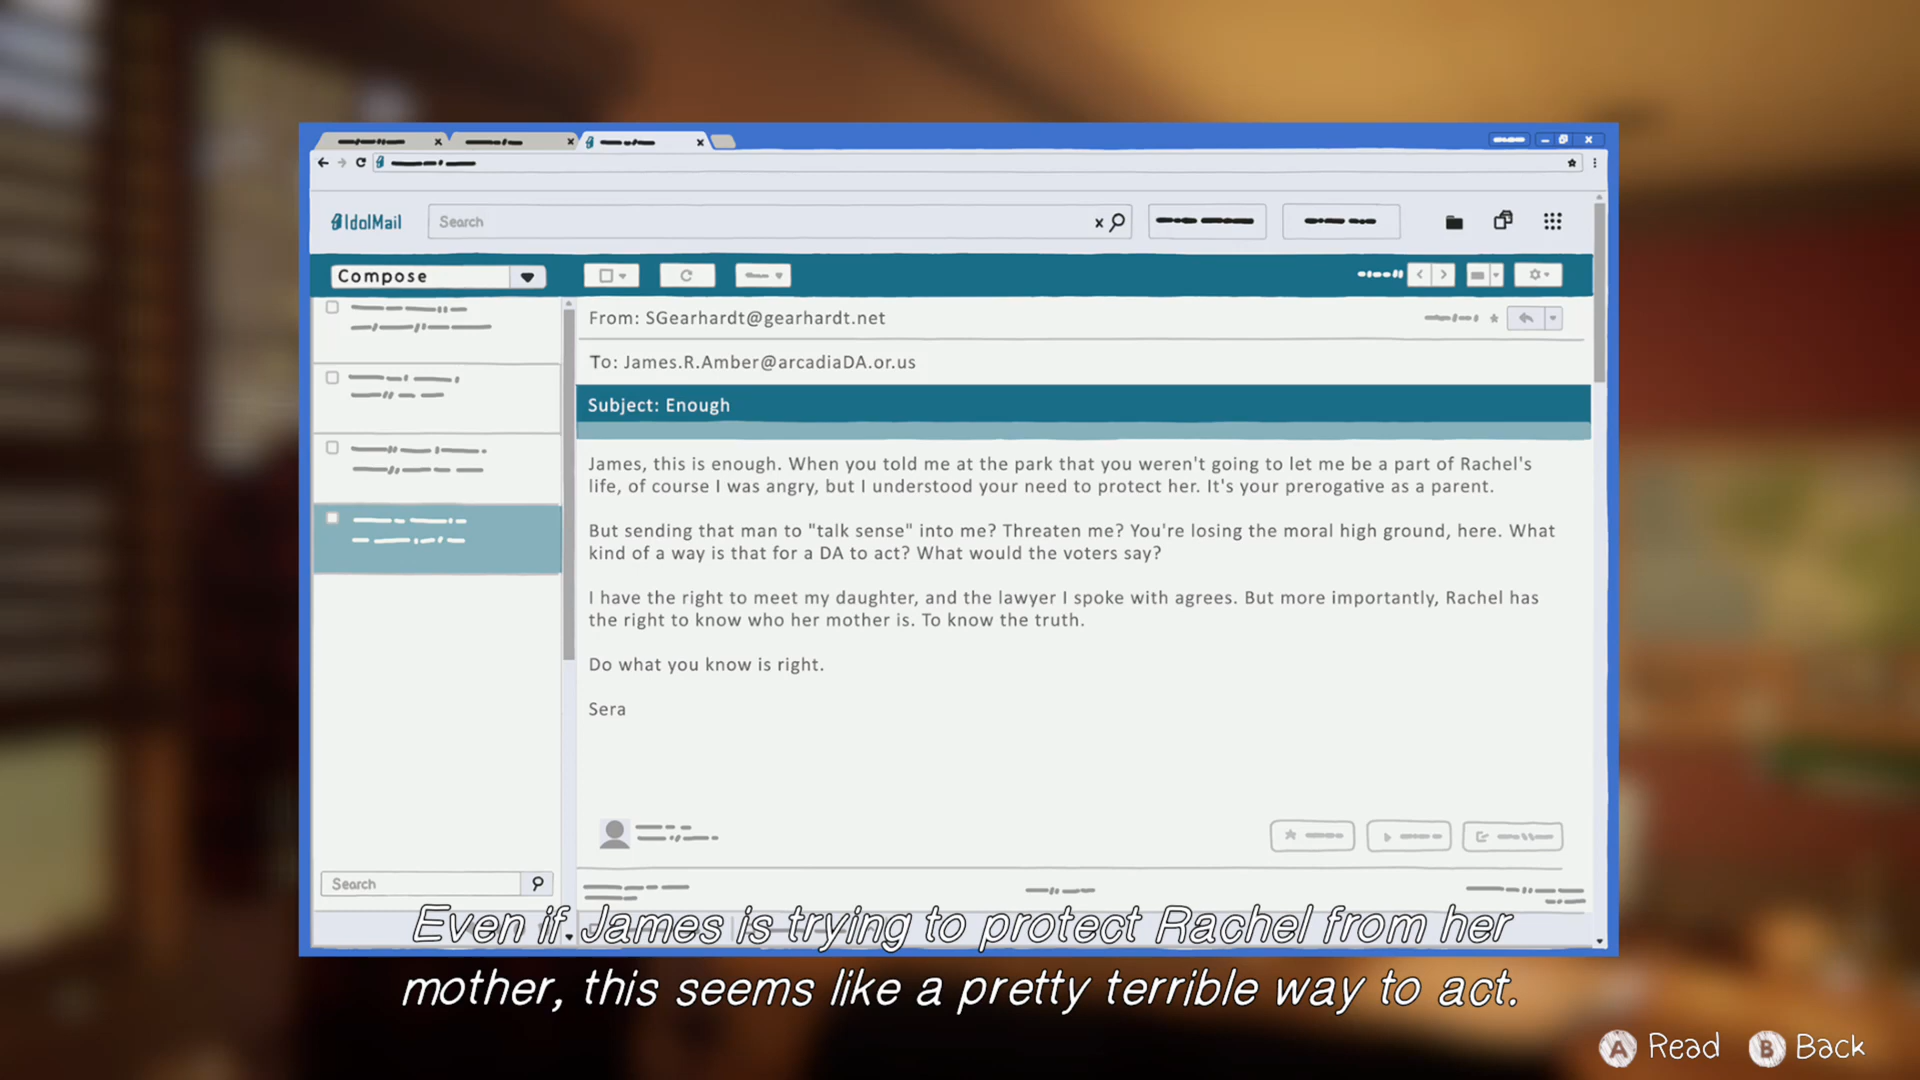 IdolMail
Search
Compose
From: SGearhardt@gearhardt.net
To: James.R.Amber@arcadiaDA.or.us
Subject: Enough
James, this is enough. When you told me at the park that you weren't going to let me be a part of Rachel's
life, of course I was angry, but I understood your need to protect her. It's your prerogative as a parent.
But sending that man to "talk sense" into me? Threaten me? You're losing the moral high ground, here. What
kind of a way is that for a DA to act? What would the voters say?
I have the right to meet my daughter, and the lawyer I spoke with agrees. But more importantly, Rachel has
the right to know who her mother is. To know the truth.
Do what you know is right.
Sera
Search
Even if James is trying to protect Rachel from her
mother, this seems like a pretty terrible way to act.
A Read B Back